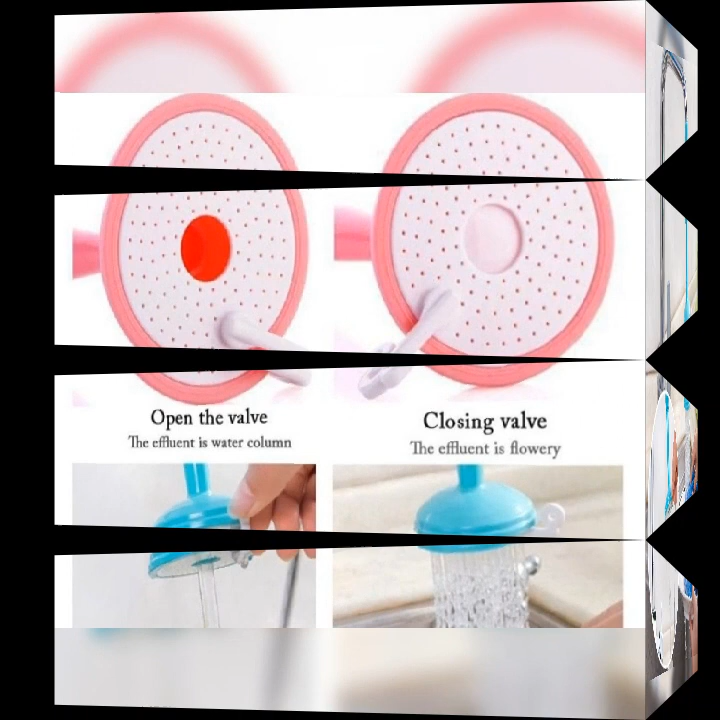 Open the valve
The effluent is water column
Closing valve
The effluent is flowery